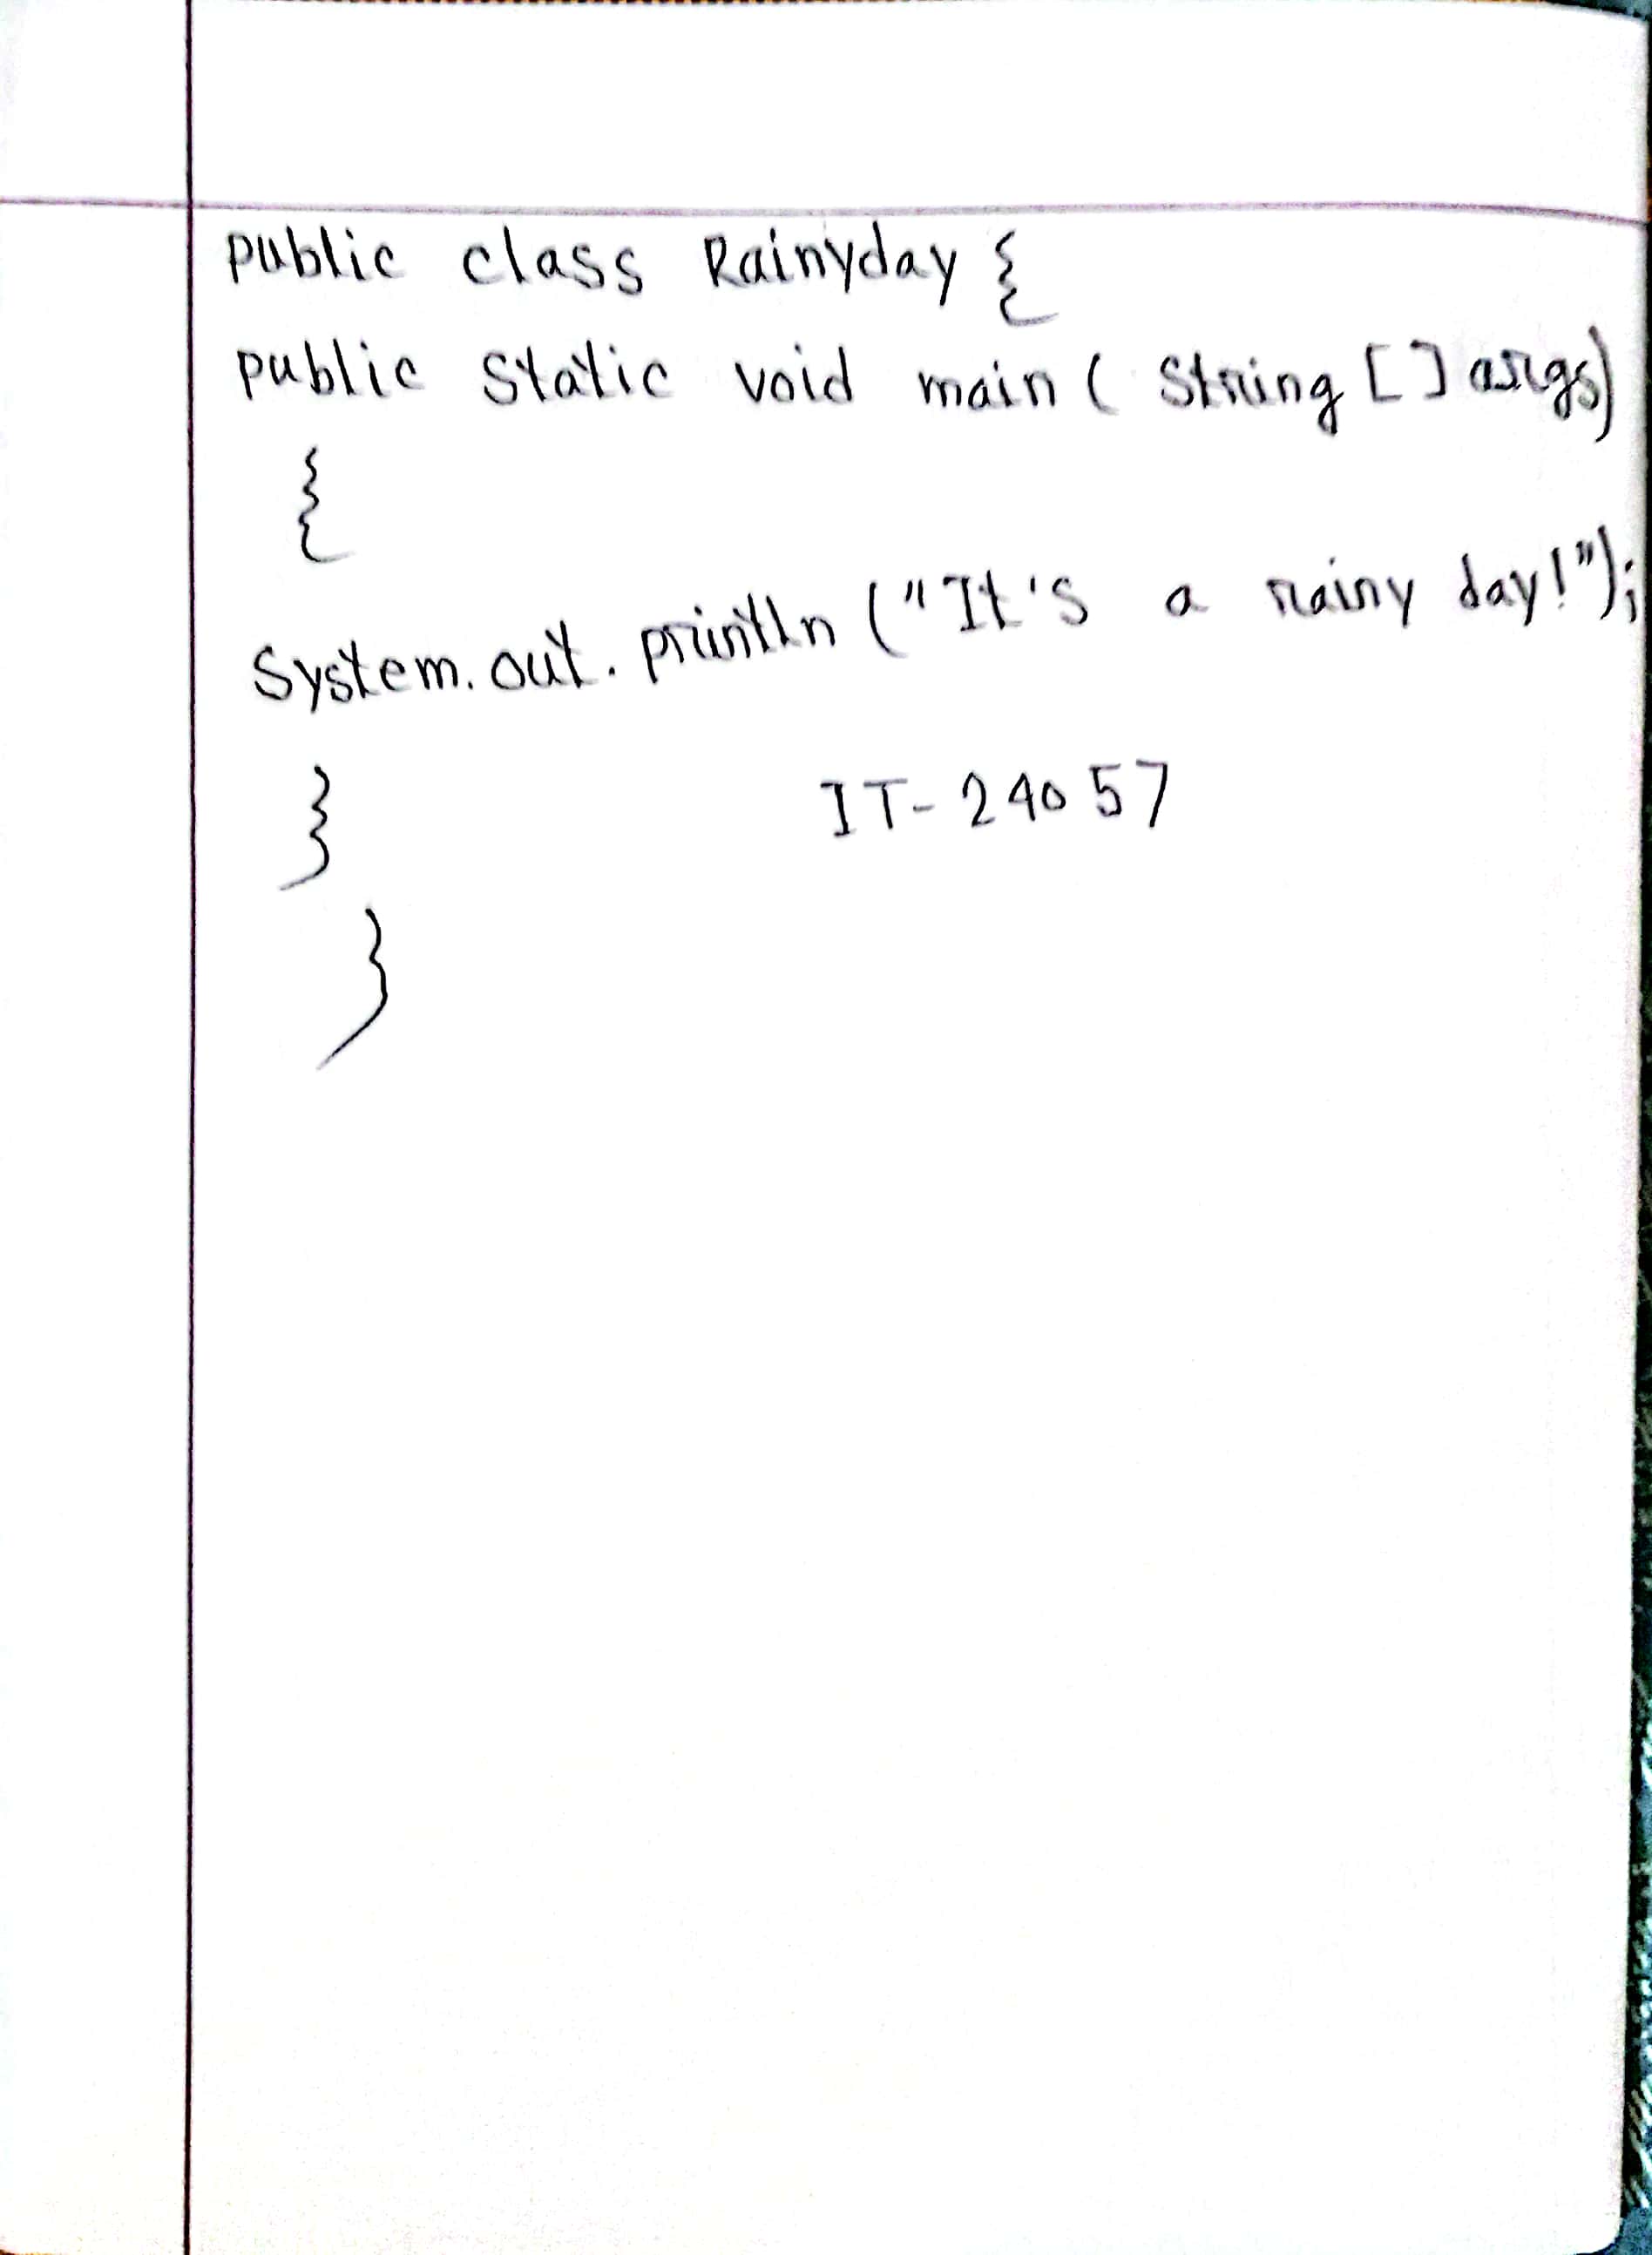 public class Rainyday {
public static void main ( String [] args)
{
System.out.println ("It's a rainy day!");
}
IT-24057
}